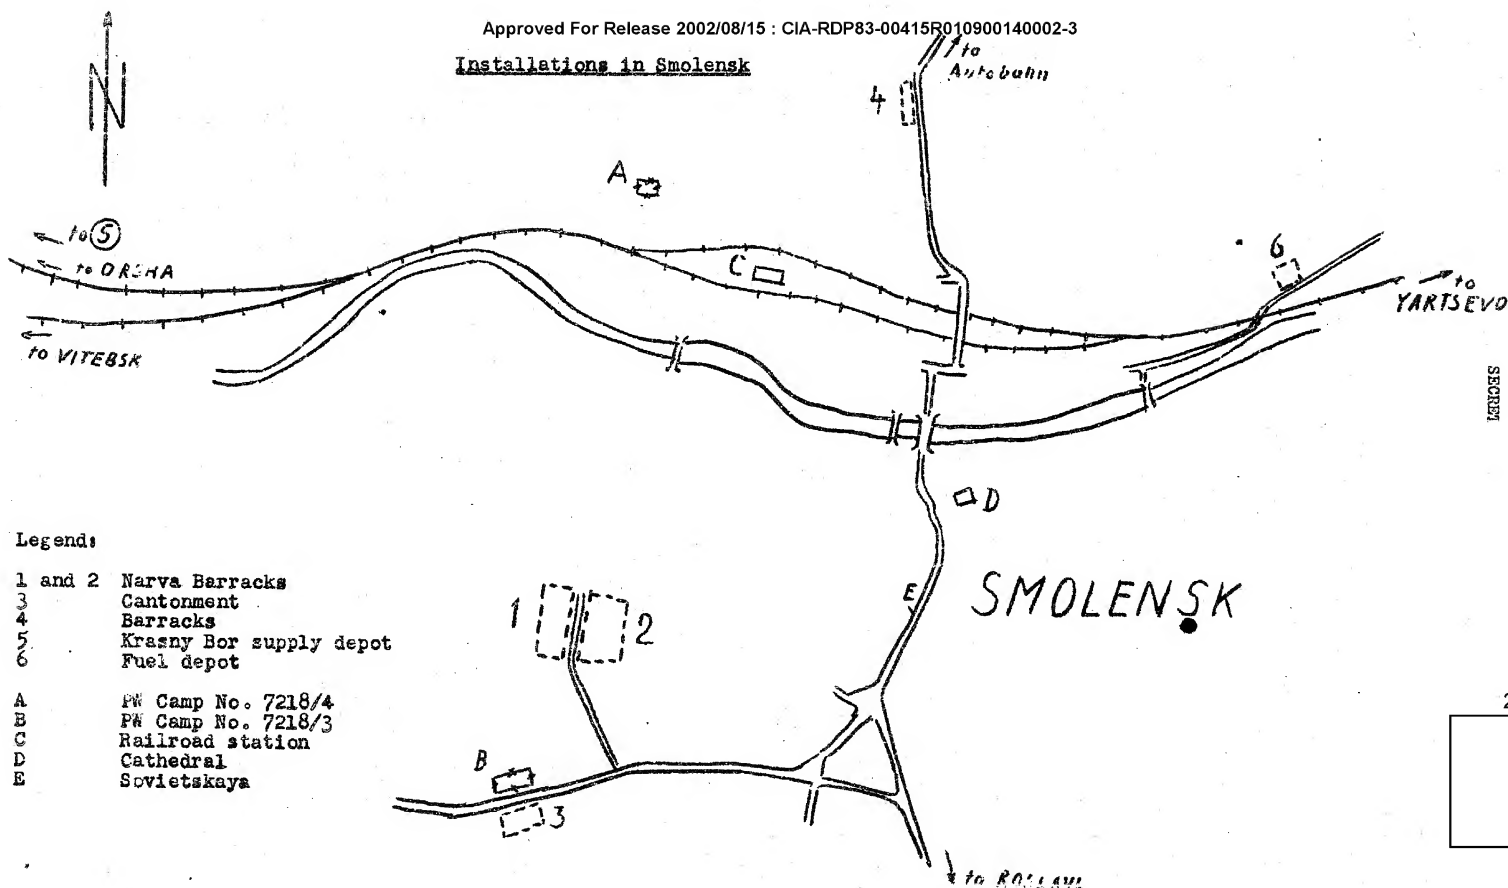 Approved For Release 2002/08/15 : CIA-RDP83-00415R010900140002-3
Installations in Smolensk
N
to
Autobahn
4
A
to 5
to ORSHA
C
6
to
YARTSEVO
to VITEBSK
SECRET
D
Legend:
1 and 2 Narva Barracks
3 Cantonment
4 Barracks
5 Krasny Bor supply depot
6 Fuel depot
A PW Camp No. 7218/4
B PW Camp No. 7218/3
C Railroad station
D Cathedral
E Sovietskaya
E
SMOLENSK
1
2
2
B
3
to